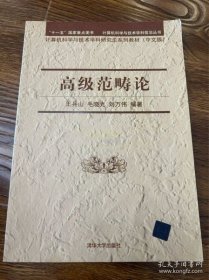 "十一五"国家重点图书 计算机科学与技术学科前沿丛书
计算机科学与技术学科研究生系列教材（中文版）
高级范畴论
王兵山 毛晓光 刘万伟 编著
清华大学出版社